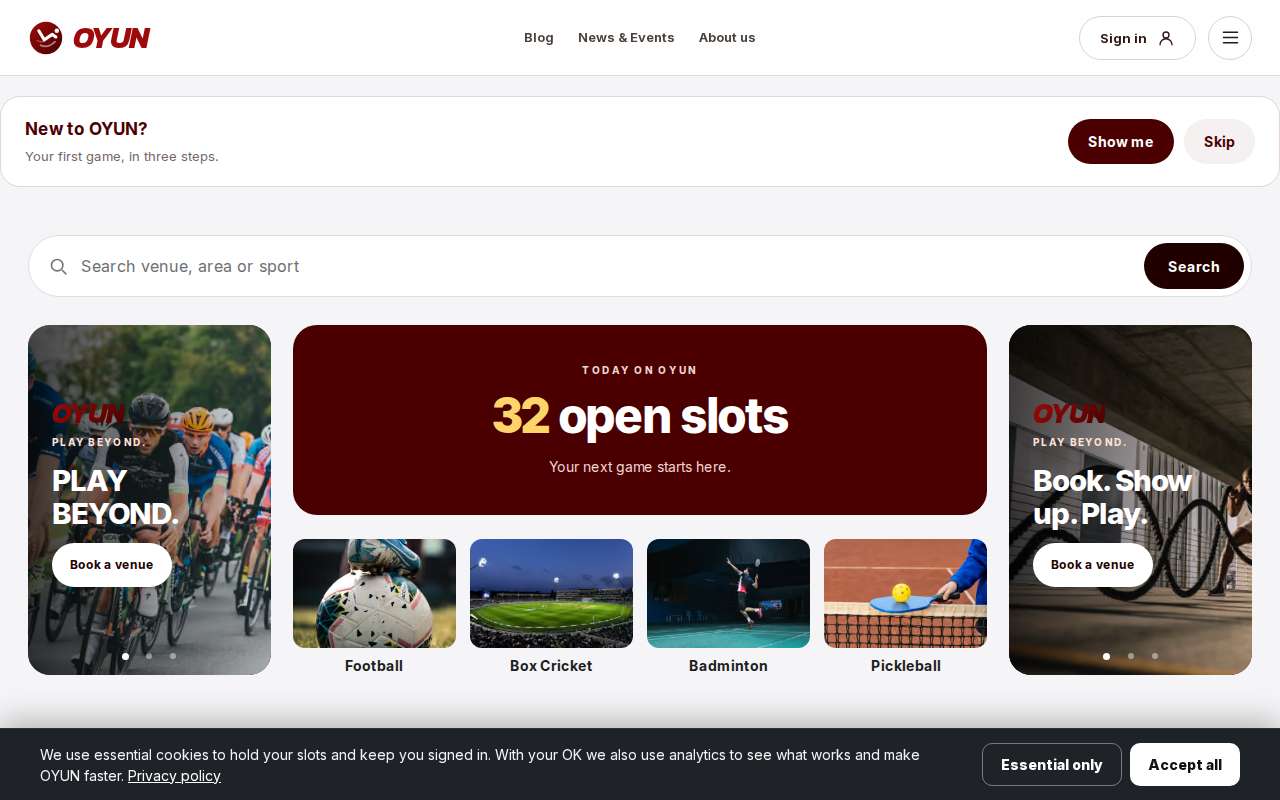 OYUN
Blog
News & Events
About us
Sign in
New to OYUN?
Your first game, in three steps.
Show me
Skip
Search venue, area or sport
Search
OYUN
PLAY BEYOND.
PLAY
BEYOND.
Book a venue
TODAY ON OYUN
32 open slots
Your next game starts here.
Football
Box Cricket
Badminton
Pickleball
OYUN
PLAY BEYOND.
Book. Show
up. Play.
Book a venue
We use essential cookies to hold your slots and keep you signed in. With your OK we also use analytics to see what works and make
OYUN faster. Privacy policy
Essential only
Accept all